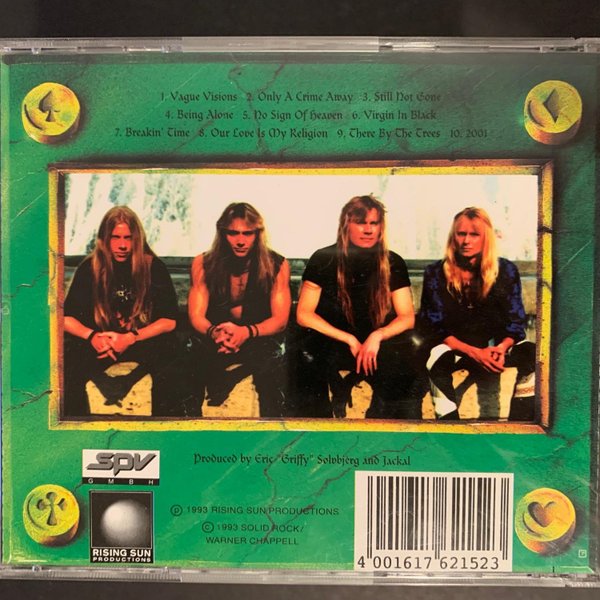 1. Vague Visions 2. Only A Crime Away 3. Still Not Gone
4. Being Alone 5. No Sign Of Heaven 6. Virgin In Black
7. Breakin' Time 8. Our Love Is My Religion 9. There By The Trees 10. 2001
Produced by Eric "Griffy" Solvbjerg and Jackal
SPV
GMBH
RISING SUN
PRODUCTIONS
℗ 1993 RISING SUN PRODUCTIONS
© 1993 SOLID ROCK/
WARNER CHAPPELL
4 001617 621523